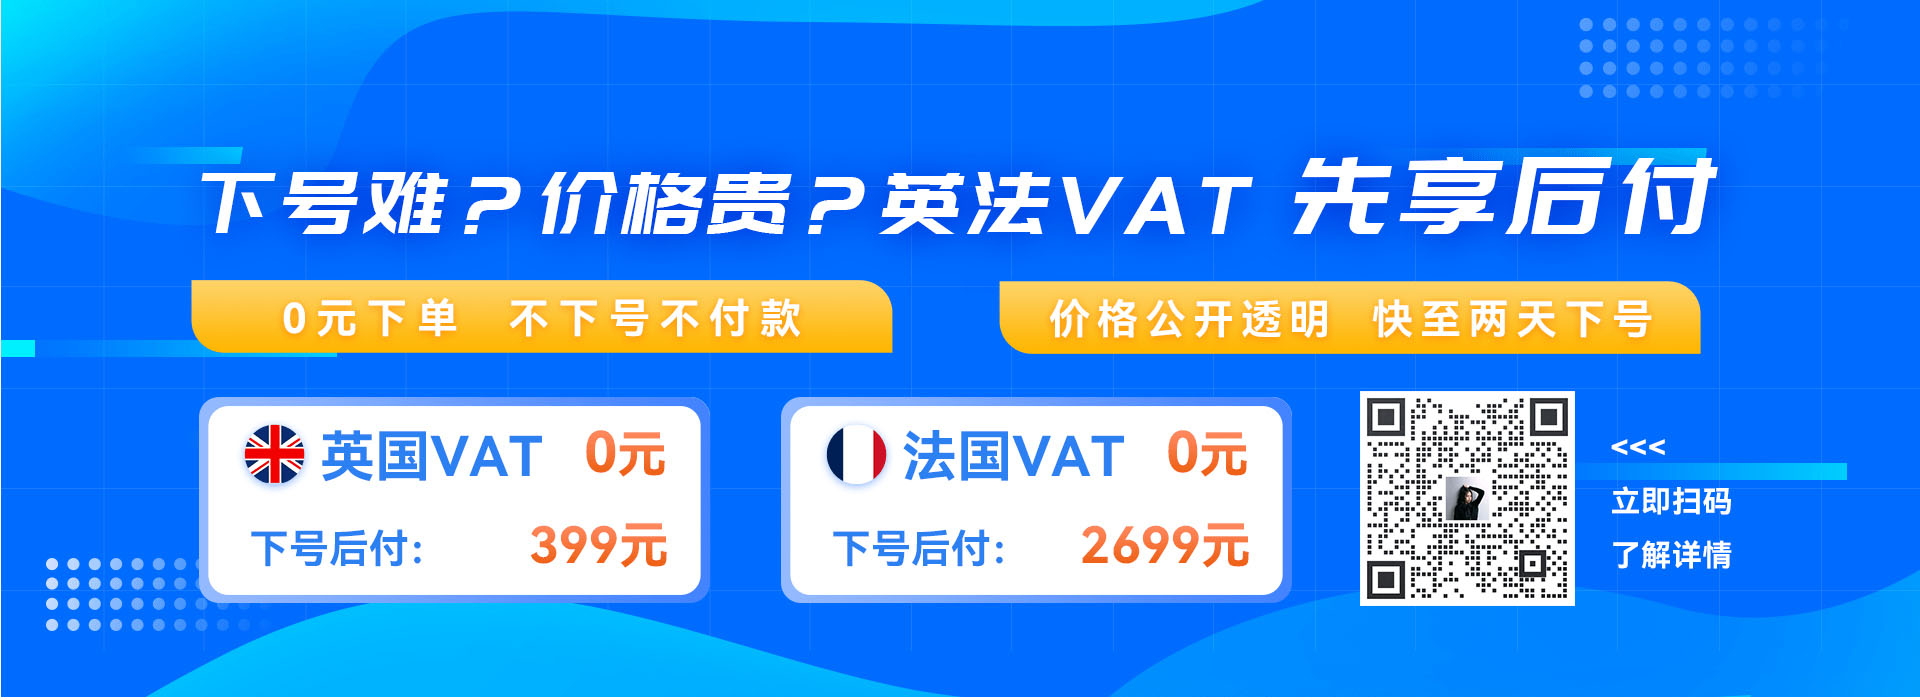 下号难？价格贵？英法VAT 先享后付
0元下单 不下号不付款
价格公开透明 快至两天下号
英国VAT 0元
下号后付： 399元
法国VAT 0元
下号后付： 2699元
<<<
立即扫码
了解详情